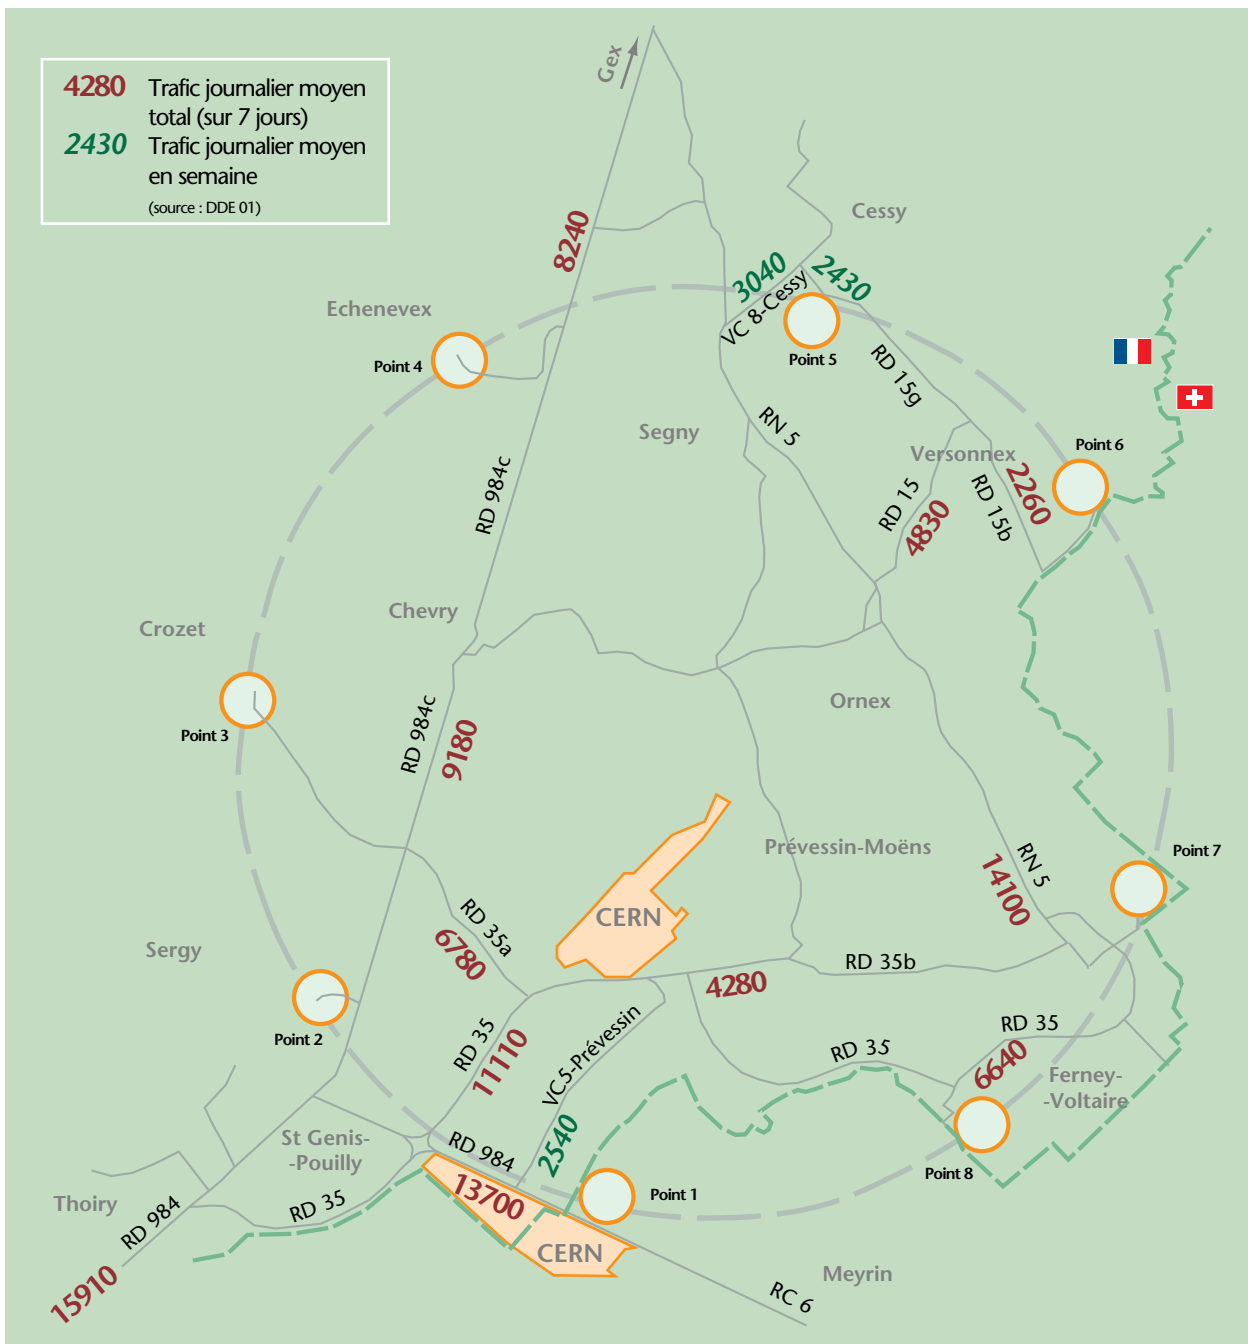 Gex
4280 Trafic journalier moyen
total (sur 7 jours)
2430 Trafic journalier moyen
en semaine
(source : DDE 01)
8240
Cessy
3040
2430
VC 8-Cessy
Echenevex
Point 4
Point 5
RD 15g
RN 5
Segny
Versonnex
Point 6
RD 984c
RD 15
4830
2260
RD 15b
Chevry
Crozet
Ornex
Point 3
RD 984c
9180
Prévessin-Moëns
RN 5
14100
Point 7
CERN
RD 35a
6780
Sergy
RD 35b
4280
Point 2
RD 35
11110
VC5-Prévessin
RD 35
RD 35
6640
Ferney-
-Voltaire
2540
St Genis-
-Pouilly
RD 984
Point 8
Point 1
13700
Thoiry
RD 984
RD 35
CERN
Meyrin
15910
RC 6